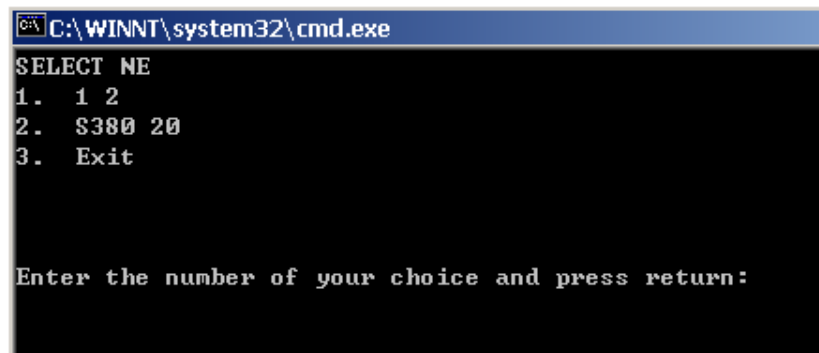 C:\WINNT\system32\cmd.exe
SELECT NE
1. 1 2
2. S380 20
3. Exit
Enter the number of your choice and press return: